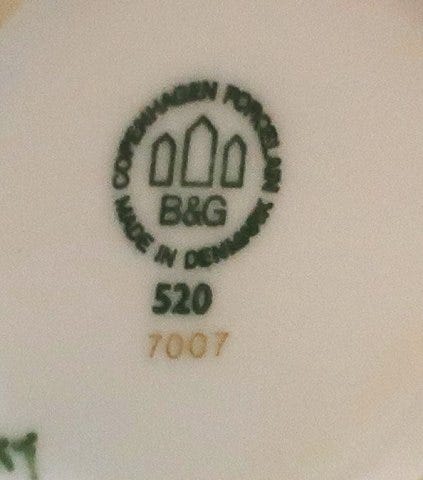 COPENHAGEN PORCELAIN
B&G
MADE IN DENMARK
520
7007